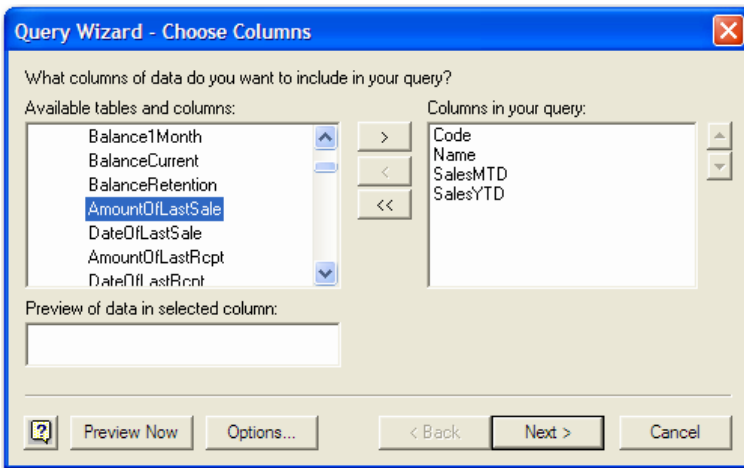 Query Wizard - Choose Columns
What columns of data do you want to include in your query?
Available tables and columns:
Columns in your query:
Balance1Month
BalanceCurrent
BalanceRetention
AmountOfLastSale
DateOfLastSale
AmountOfLastRcpt
DateOfLastRcpt
>
<
<<
Code
Name
SalesMTD
SalesYTD
Preview of data in selected column:
?
Preview Now
Options...
< Back
Next >
Cancel